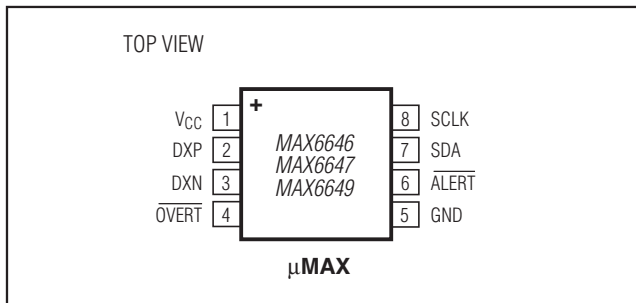 TOP VIEW
VCC 1 + 8 SCLK
DXP 2 MAX6646 7 SDA
DXN 3 MAX6647 6 ALERT
OVERT 4 MAX6649 5 GND
μMAX